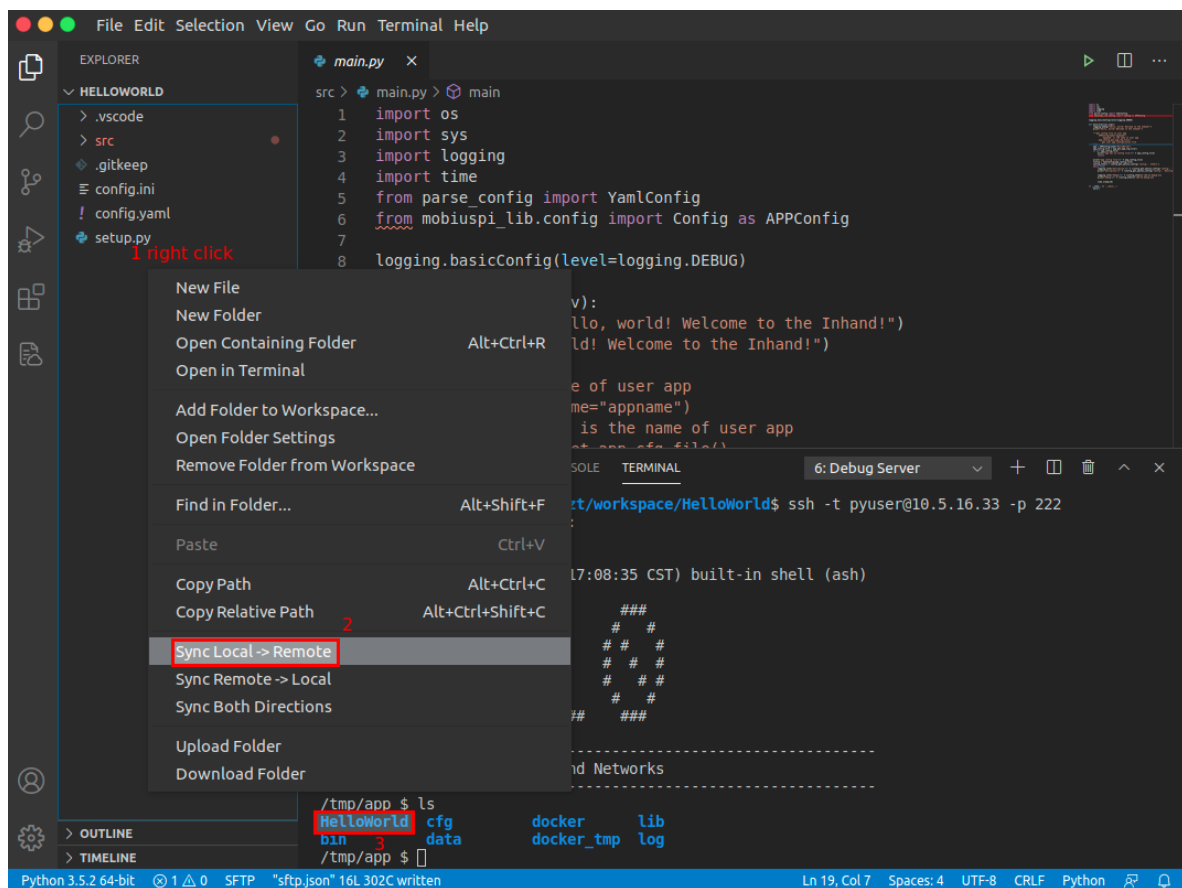 File Edit Selection View Go Run Terminal Help
EXPLORER
HELLOWORLD
.vscode
src
.gitkeep
config.ini
config.yaml
setup.py
1 right click
main.py
src > main.py > main
1 import os
2 import sys
3 import logging
4 import time
5 from parse_config import YamlConfig
6 from mobiuspi_lib.config import Config as APPConfig
7
8 logging.basicConfig(level=logging.DEBUG)
v):
llo, world! Welcome to the Inhand!")
ld! Welcome to the Inhand!")
e of user app
me="appname")
is the name of user app
New File
New Folder
Open Containing Folder Alt+Ctrl+R
Open in Terminal
Add Folder to Workspace...
Open Folder Settings
Remove Folder from Workspace
Find in Folder... Alt+Shift+F
Paste Ctrl+V
Copy Path Alt+Ctrl+C
Copy Relative Path Alt+Ctrl+Shift+C
2
Sync Local -> Remote
Sync Remote -> Local
Sync Both Directions
Upload Folder
Download Folder
SOLE TERMINAL 6: Debug Server
zt/workspace/HelloWorld$ ssh -t pyuser@10.5.16.33 -p 222
:
17:08:35 CST) built-in shell (ash)
###
# #
# # #
# # #
# # #
# #
## ###
-----------------------------------
nd Networks
-----------------------------------
/tmp/app $ ls
HelloWorld cfg docker lib
bin 3 data docker_tmp log
/tmp/app $
OUTLINE
TIMELINE
Python 3.5.2 64-bit 1 0 SFTP "sftp.json" 16L 302C written Ln 19, Col 7 Spaces: 4 UTF-8 CRLF Python